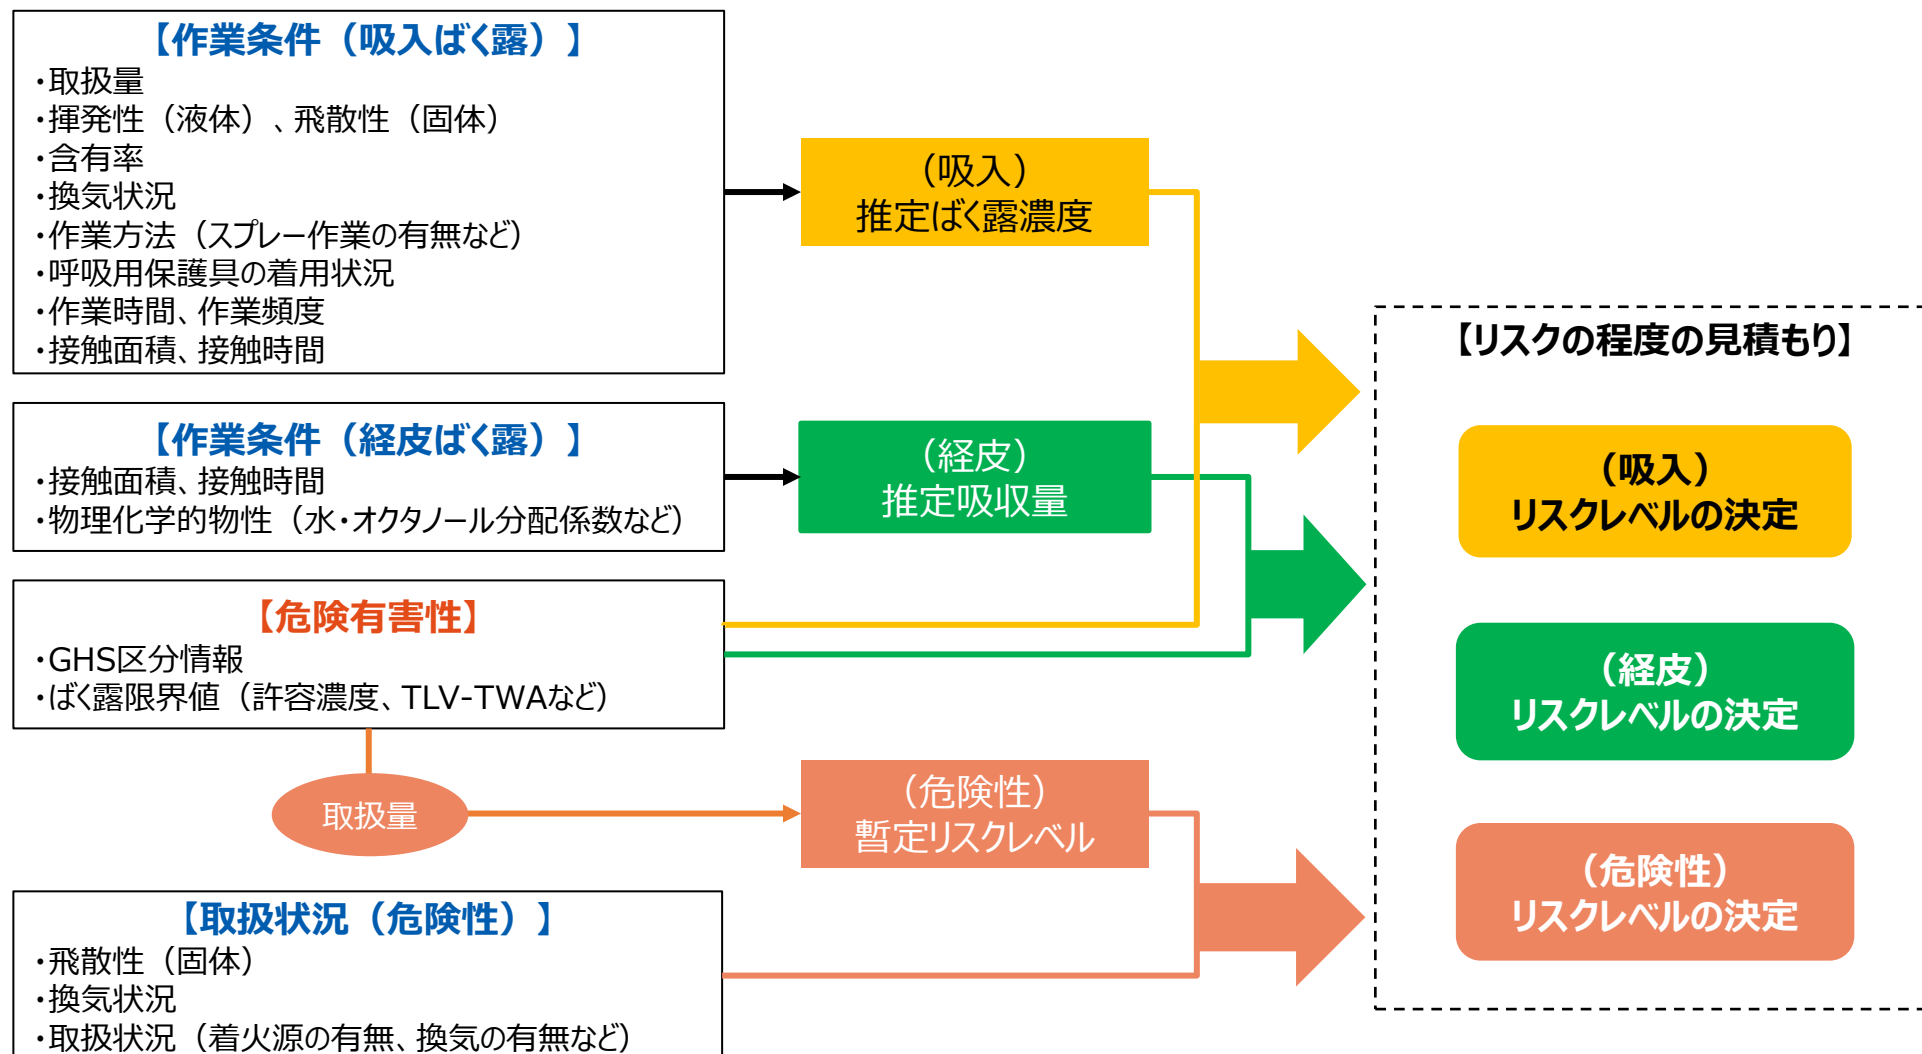 【作業条件（吸入ばく露）】
・取扱量
・揮発性（液体）、飛散性（固体）
・含有率
・換気状況
・作業方法（スプレー作業の有無など）
・呼吸用保護具の着用状況
・作業時間、作業頻度
・接触面積、接触時間
（吸入）
推定ばく露濃度
【作業条件（経皮ばく露）】
・接触面積、接触時間
・物理化学的物性（水・オクタノール分配係数など）
（経皮）
推定吸収量
【危険有害性】
・GHS区分情報
・ばく露限界値（許容濃度、TLV-TWAなど）
取扱量
（危険性）
暫定リスクレベル
【取扱状況（危険性）】
・飛散性（固体）
・換気状況
・取扱状況（着火源の有無、換気の有無など）
【リスクの程度の見積もり】
（吸入）
リスクレベルの決定
（経皮）
リスクレベルの決定
（危険性）
リスクレベルの決定